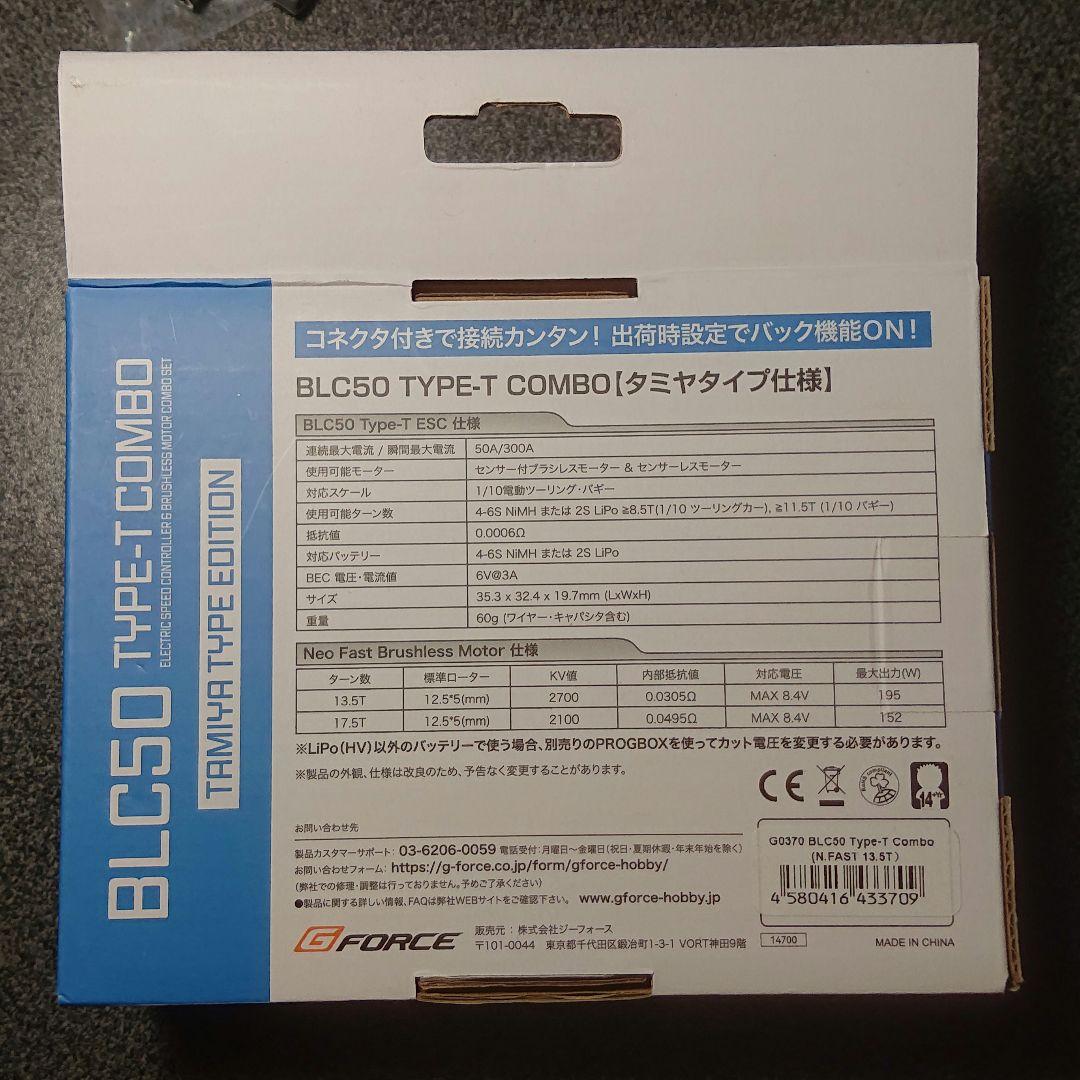 コネクタ付きで接続カンタン! 出荷時設定でバック機能ON!
BLC50 TYPE-T COMBO【タミヤタイプ仕様】
BLC50 Type-T ESC 仕様
連続最大電流 / 瞬間最大電流 50A/300A
使用可能モーター センサー付ブラシレスモーター & センサーレスモーター
対応スケール 1/10電動ツーリング・バギー
使用可能ターン数 4-6S NiMH または 2S LiPo ≧8.5T(1/10 ツーリングカー), ≧11.5T (1/10 バギー)
抵抗値 0.0006Ω
対応バッテリー 4-6S NiMH または 2S LiPo
BEC 電圧・電流値 6V@3A
サイズ 35.3 x 32.4 x 19.7mm (LxWxH)
重量 60g (ワイヤー・キャパシタ含む)
Neo Fast Brushless Motor 仕様
ターン数 標準ローター KV値 内部抵抗値 対応電圧 最大出力(W)
13.5T 12.5*5(mm) 2700 0.0305Ω MAX 8.4V 195
17.5T 12.5*5(mm) 2100 0.0495Ω MAX 8.4V 152
※LiPo(HV)以外のバッテリーで使う場合、別売りのPROGBOXを使ってカット電圧を変更する必要があります。
※製品の外観、仕様は改良のため、予告なく変更することがあります。
CE
RoHS compliant
14+
お問い合わせ先
製品カスタマーサポート: 03-6206-0059 電話受付:月曜日〜金曜日(祝日・夏期休暇・年末年始を除く)
お問い合わせフォーム: https://g-force.co.jp/form/gforce-hobby/
(弊社での修理・調整は行っておりません。予めご了承ください)
●製品に関する詳しい情報、FAQは弊社WEBサイトをご確認下さい。 www.gforce-hobby.jp
GFORCE
販売元 : 株式会社ジーフォース
〒101-0044 東京都千代田区鍛冶町1-3-1 VORT神田9階
G0370 BLC50 Type-T Combo
(N.FAST 13.5T)
4 580416 433709
14700
MADE IN CHINA
BLC50 TYPE-T COMBO
ELECTRIC SPEED CONTROLLER & BRUSHLESS MOTOR COMBO SET
TAMIYA TYPE EDITION